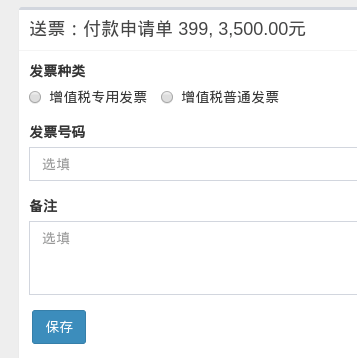 送票：付款申请单 399, 3,500.00元
发票种类
增值税专用发票 增值税普通发票
发票号码
选填
备注
选填
保存